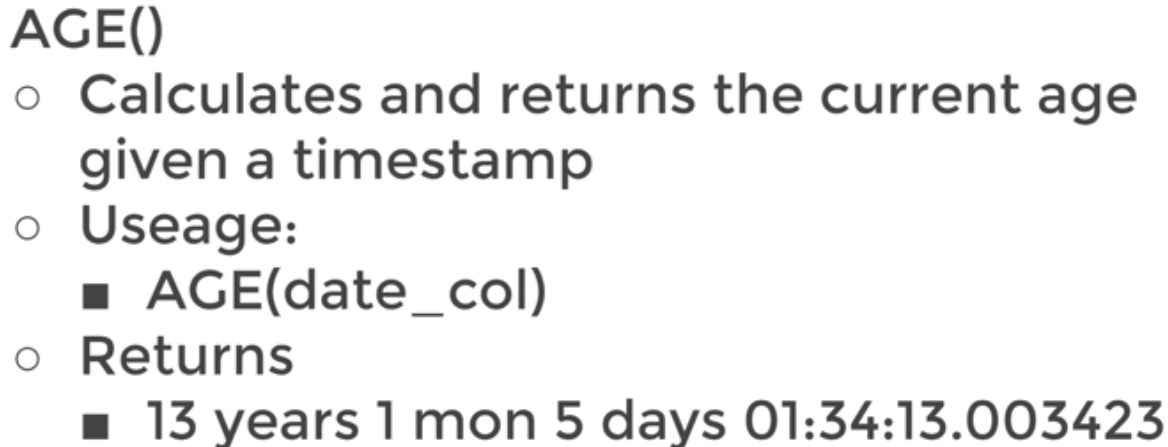 AGE()
○ Calculates and returns the current age
given a timestamp
○ Useage:
■ AGE(date_col)
○ Returns
■ 13 years 1 mon 5 days 01:34:13.003423